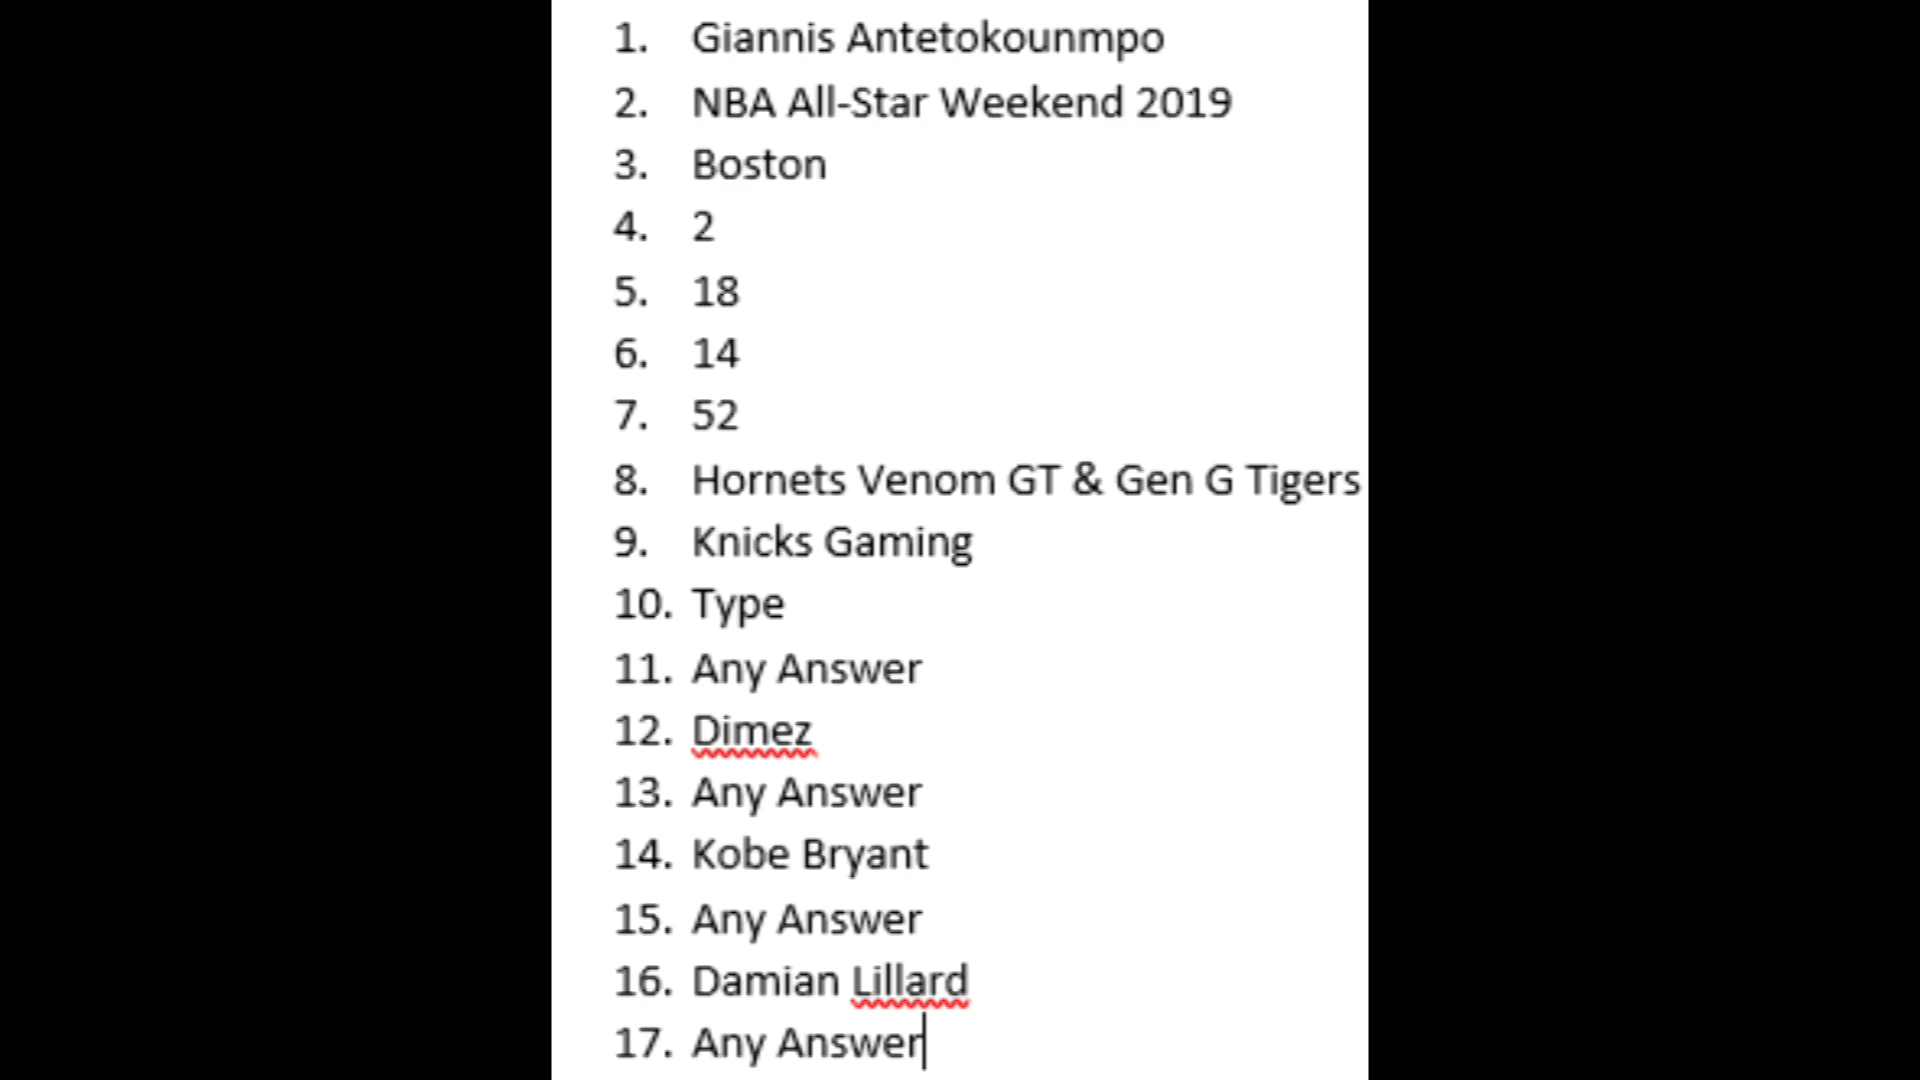 1. Giannis Antetokounmpo
2. NBA All-Star Weekend 2019
3. Boston
4. 2
5. 18
6. 14
7. 52
8. Hornets Venom GT & Gen G Tigers
9. Knicks Gaming
10. Type
11. Any Answer
12. Dimez
13. Any Answer
14. Kobe Bryant
15. Any Answer
16. Damian Lillard
17. Any Answer